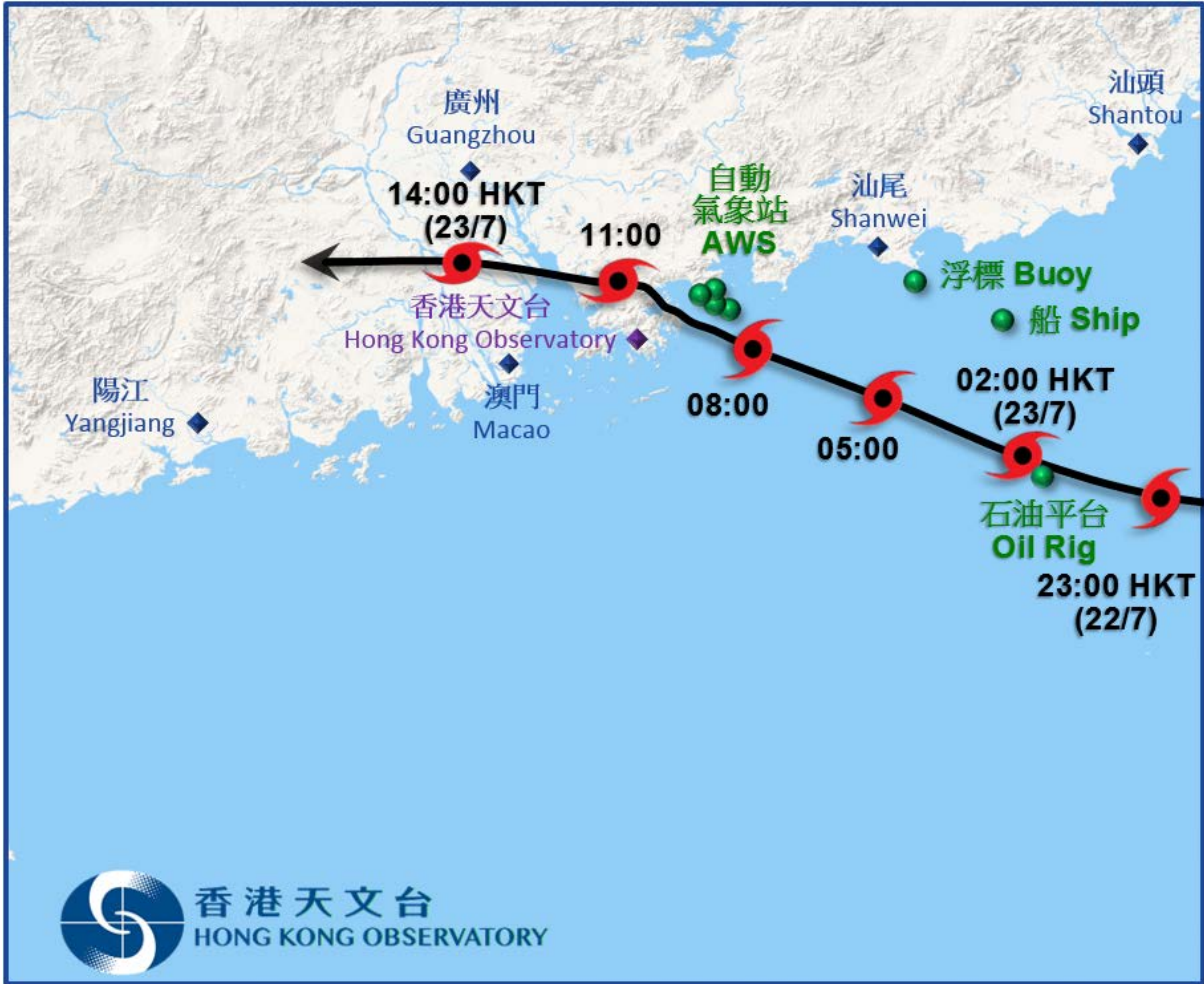 汕頭
Shantou
廣州
Guangzhou
自動
氣象站
AWS
汕尾
Shanwei
14:00 HKT
(23/7)
11:00
浮標 Buoy
船 Ship
香港天文台
Hong Kong Observatory
02:00 HKT
(23/7)
陽江
Yangjiang
澳門
Macao
08:00
05:00
石油平台
Oil Rig
23:00 HKT
(22/7)
香港天文台
HONG KONG OBSERVATORY